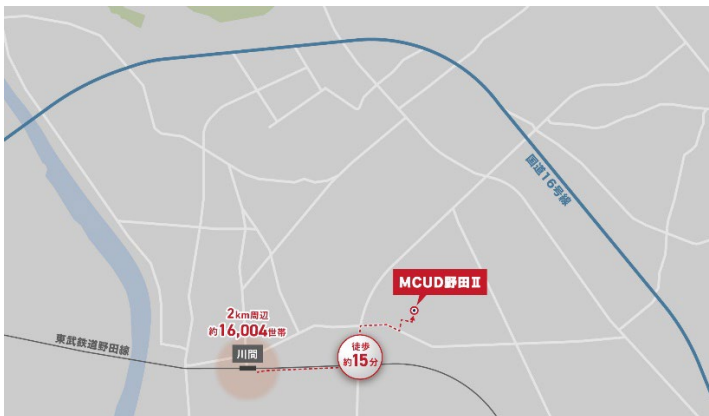 国道16号線
MCUD野田Ⅱ
2km周辺
約16,004世帯
東武鉄道野田線
川間
徒歩
約15分